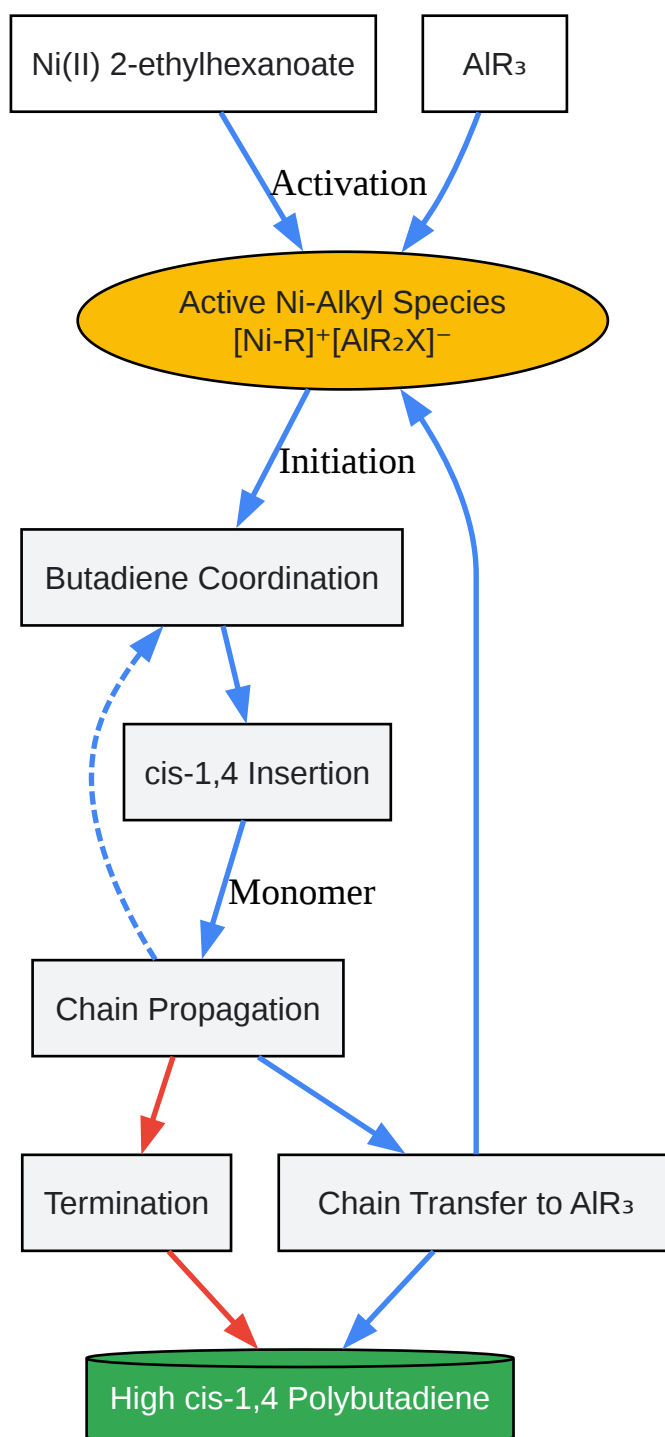 Ni(II) 2-ethylhexanoate
AlR₃
Activation
Active Ni-Alkyl Species
[Ni-R]⁺[AlR₂X]⁻
Initiation
Butadiene Coordination
cis-1,4 Insertion
Monomer
Chain Propagation
Termination
Chain Transfer to AlR₃
High cis-1,4 Polybutadiene